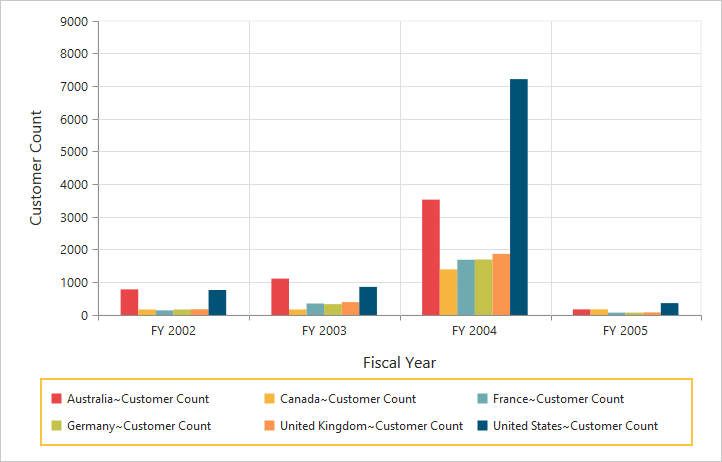 9000
8000
7000
6000
5000
4000
3000
2000
1000
0
Customer Count
FY 2002 FY 2003 FY 2004 FY 2005
Fiscal Year
Australia~Customer Count Canada~Customer Count France~Customer Count
Germany~Customer Count United Kingdom~Customer Count United States~Customer Count